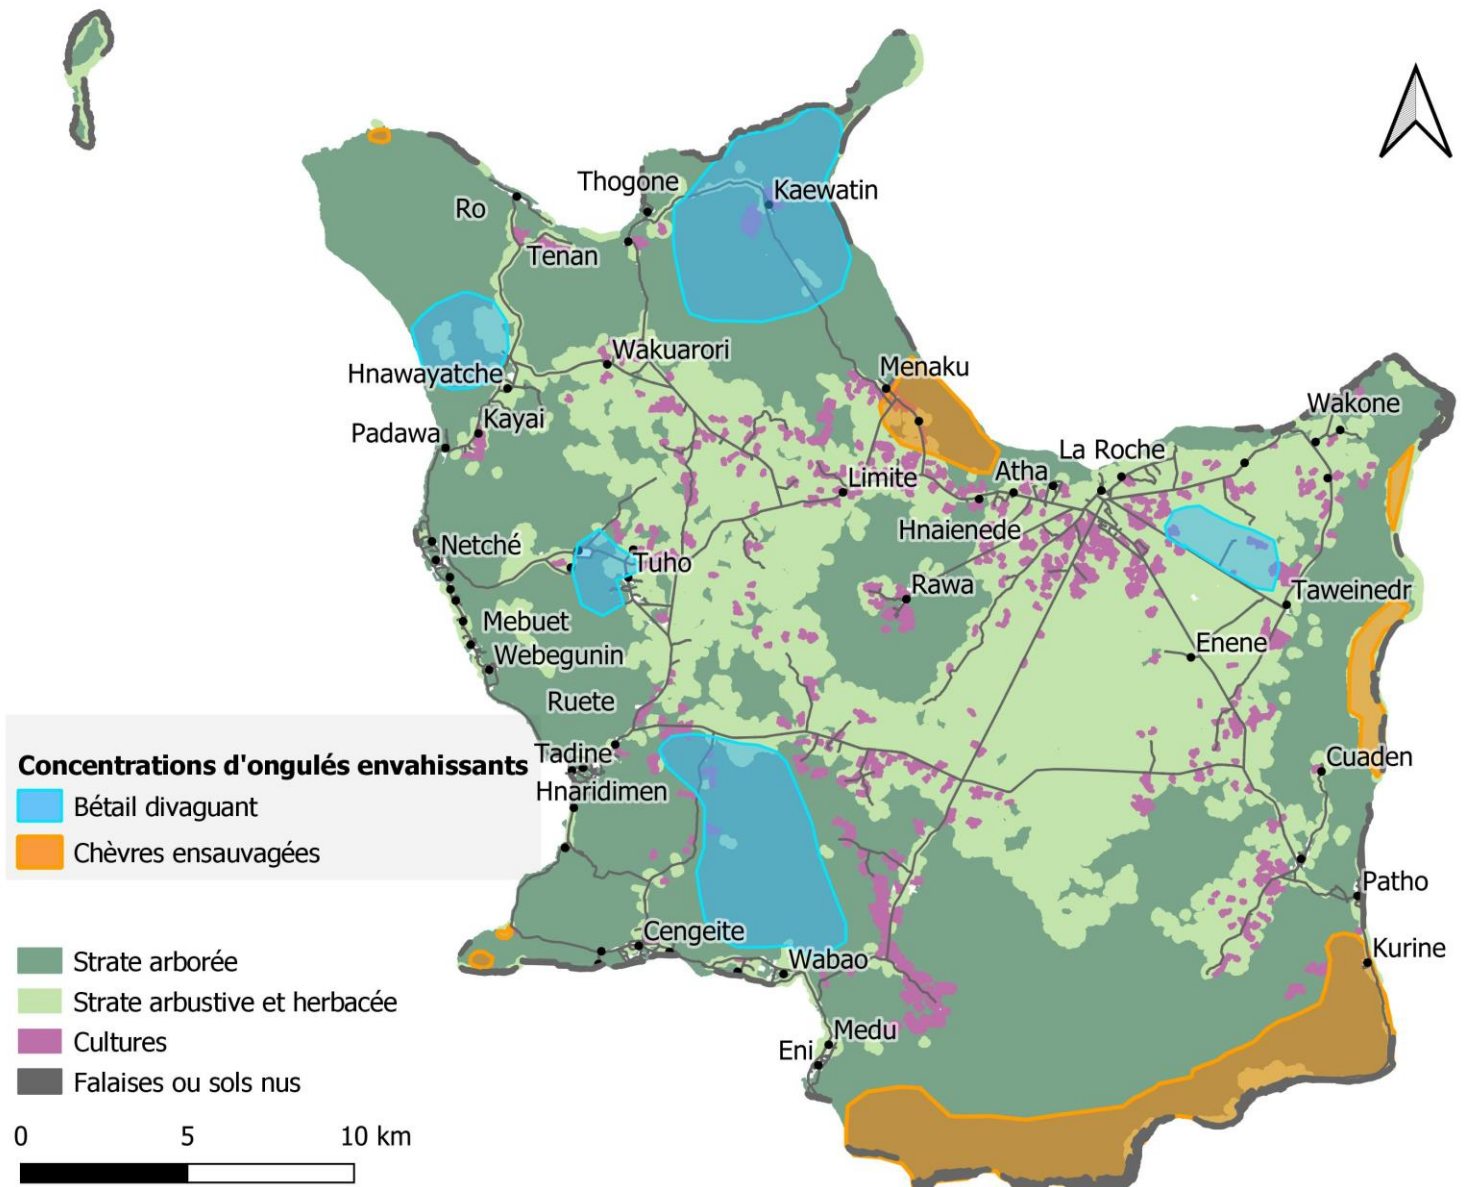 Thogone
Kaewatin
Ro
Tenan
Wakuarori
Menaku
Hnawayatche
Wakone
Kayai
Padawa
La Roche
Limite
Atha
Hnaienede
Netché
Tuho
Rawa
Taweinedr
Mebuet
Enene
Webegunin
Ruete
Tadine
Cuaden
Hnaridimen
Patho
Cengeite
Kurine
Wabao
Medu
Eni
Concentrations d'ongulés envahissants
Bétail divaguant
Chèvres ensauvagées
Strate arborée
Strate arbustive et herbacée
Cultures
Falaises ou sols nus
0 5 10 km